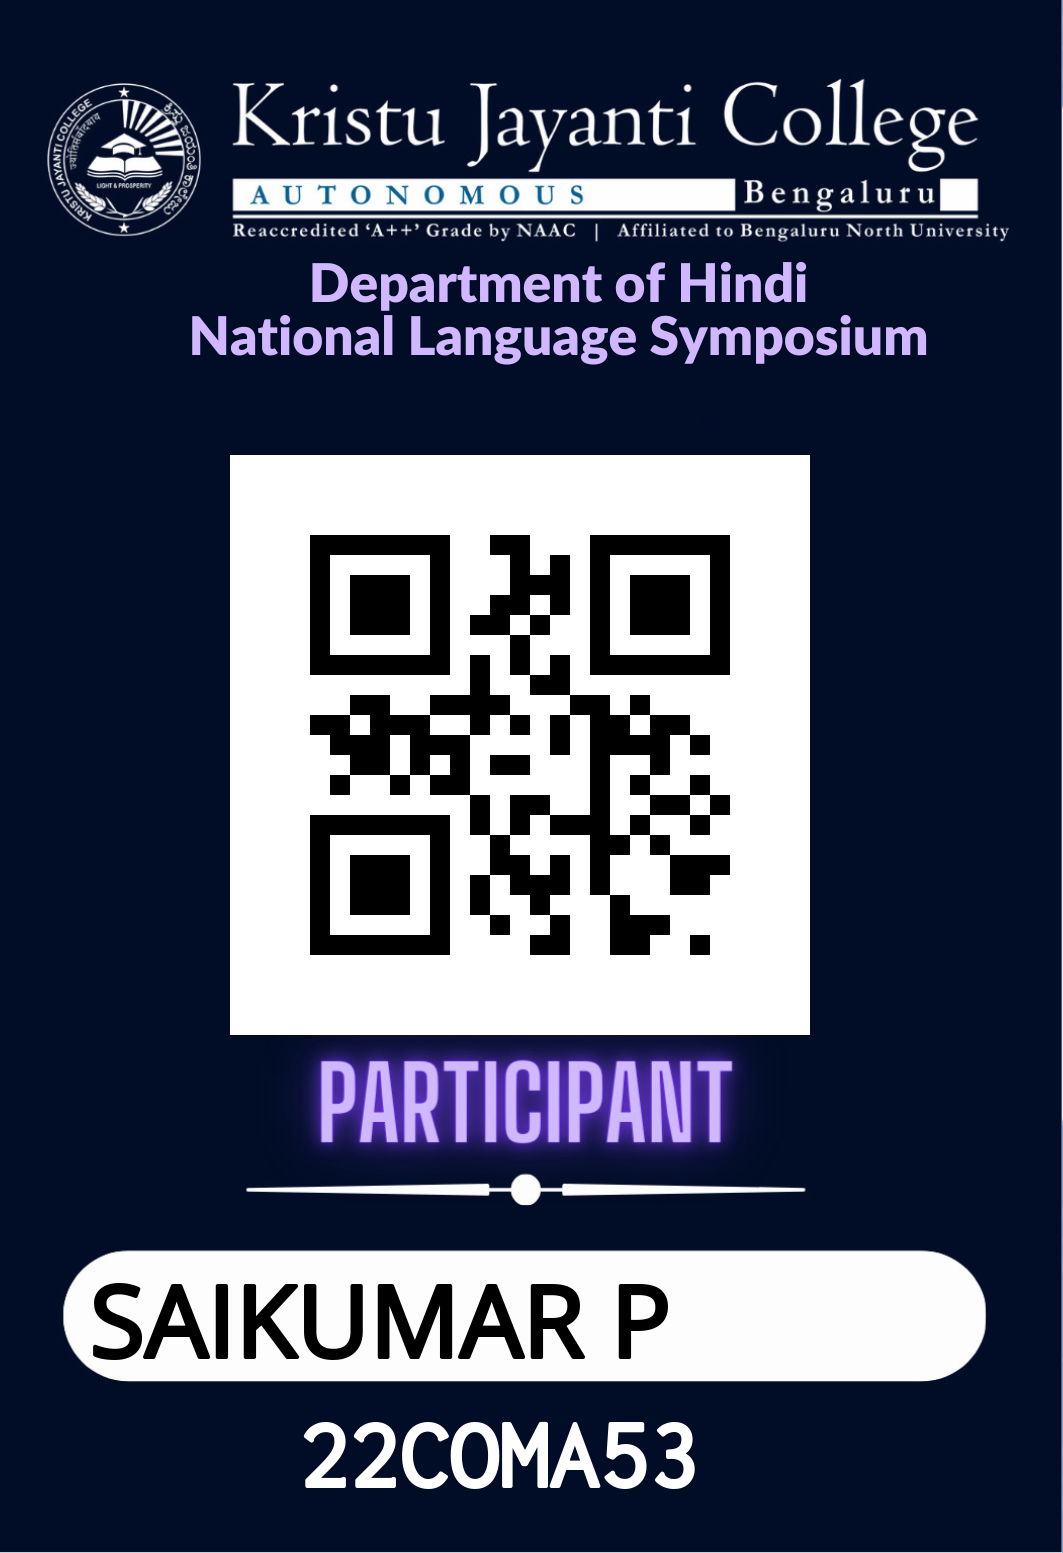 KRISTU JAYANTI COLLEGE
ಕ್ರಿಸ್ತು ಜಯಂತಿ ಕಾಲೇಜು
LIGHT & PROSPERITY
Kristu Jayanti College
AUTONOMOUS Bengaluru
Reaccredited ‘A++’ Grade by NAAC | Affiliated to Bengaluru North University
Department of Hindi
National Language Symposium
PARTICIPANT
SAIKUMAR P
22COMA53